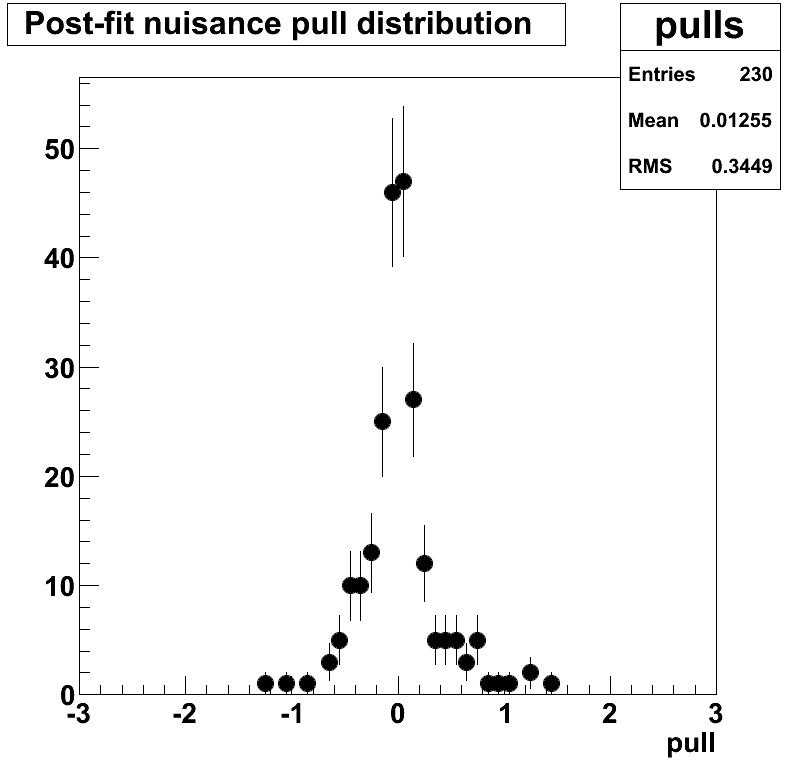 Post-fit nuisance pull distribution
pulls
Entries 230
Mean 0.01255
RMS 0.3449
50
40
30
20
10
0
-3 -2 -1 0 1 2 3
pull